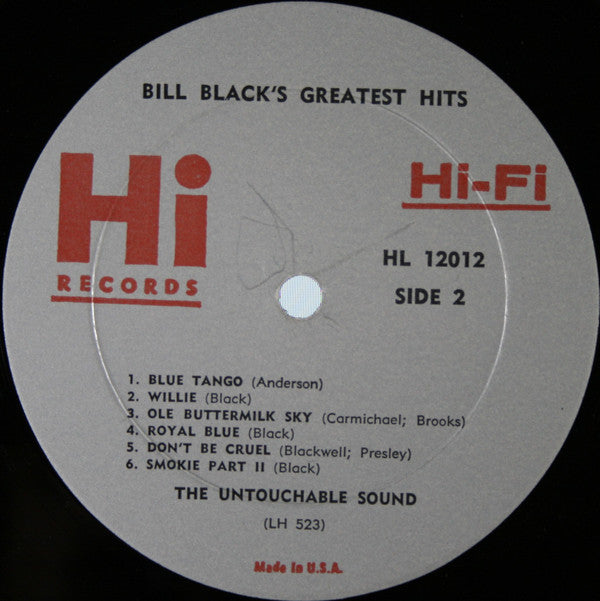 BILL BLACK'S GREATEST HITS
Hi
RECORDS
Hi-Fi
HL 12012
SIDE 2
1. BLUE TANGO (Anderson)
2. WILLIE (Black)
3. OLE BUTTERMILK SKY (Carmichael; Brooks)
4. ROYAL BLUE (Black)
5. DON'T BE CRUEL (Blackwell; Presley)
6. SMOKIE PART II (Black)
THE UNTOUCHABLE SOUND
(LH 523)
Made in U.S.A.